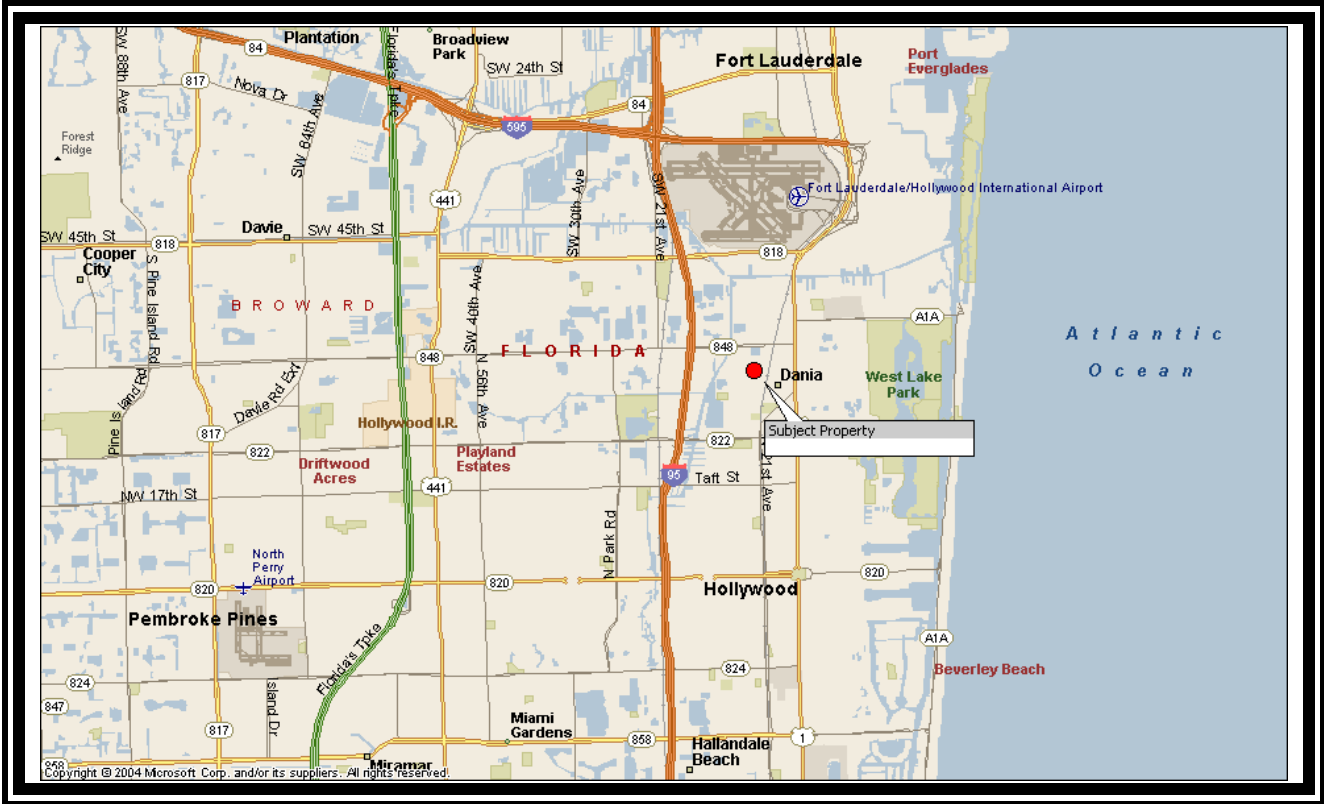 Plantation
Broadview
Park
SW 24th St
Fort Lauderdale
Port
Everglades
SW 88th Ave
84
817
Nova Dr
SW 64th Ave
Florida's Tpke
84
595
Forest
Ridge
441
SW 30th Ave
SW 21st Ave
Fort Lauderdale/Hollywood International Airport
SW 45th St
818
Davie
SW 45th St
818
Cooper
City
S Pine Island Rd
BROWARD
SW 40th Ave
A1A
Atlantic
Ocean
848
FLORIDA
848
N 56th Ave
Dania
West Lake
Park
Pine Island Rd
Davie Rd Ext
Hollywood I.R.
Subject Property
817
822
822
Driftwood
Acres
Playland
Estates
21st Ave
95
Taft St
NW 17th St
441
N Park Rd
North
Perry
Airport
820
820
820
Hollywood
Pembroke Pines
Florida's Tpke
A1A
824
824
Beverley Beach
847
Island Dr
817
Miami
Gardens
858
Hallandale
Beach
1
858
Miramar
Copyright © 2004 Microsoft Corp. and/or its suppliers. All rights reserved.